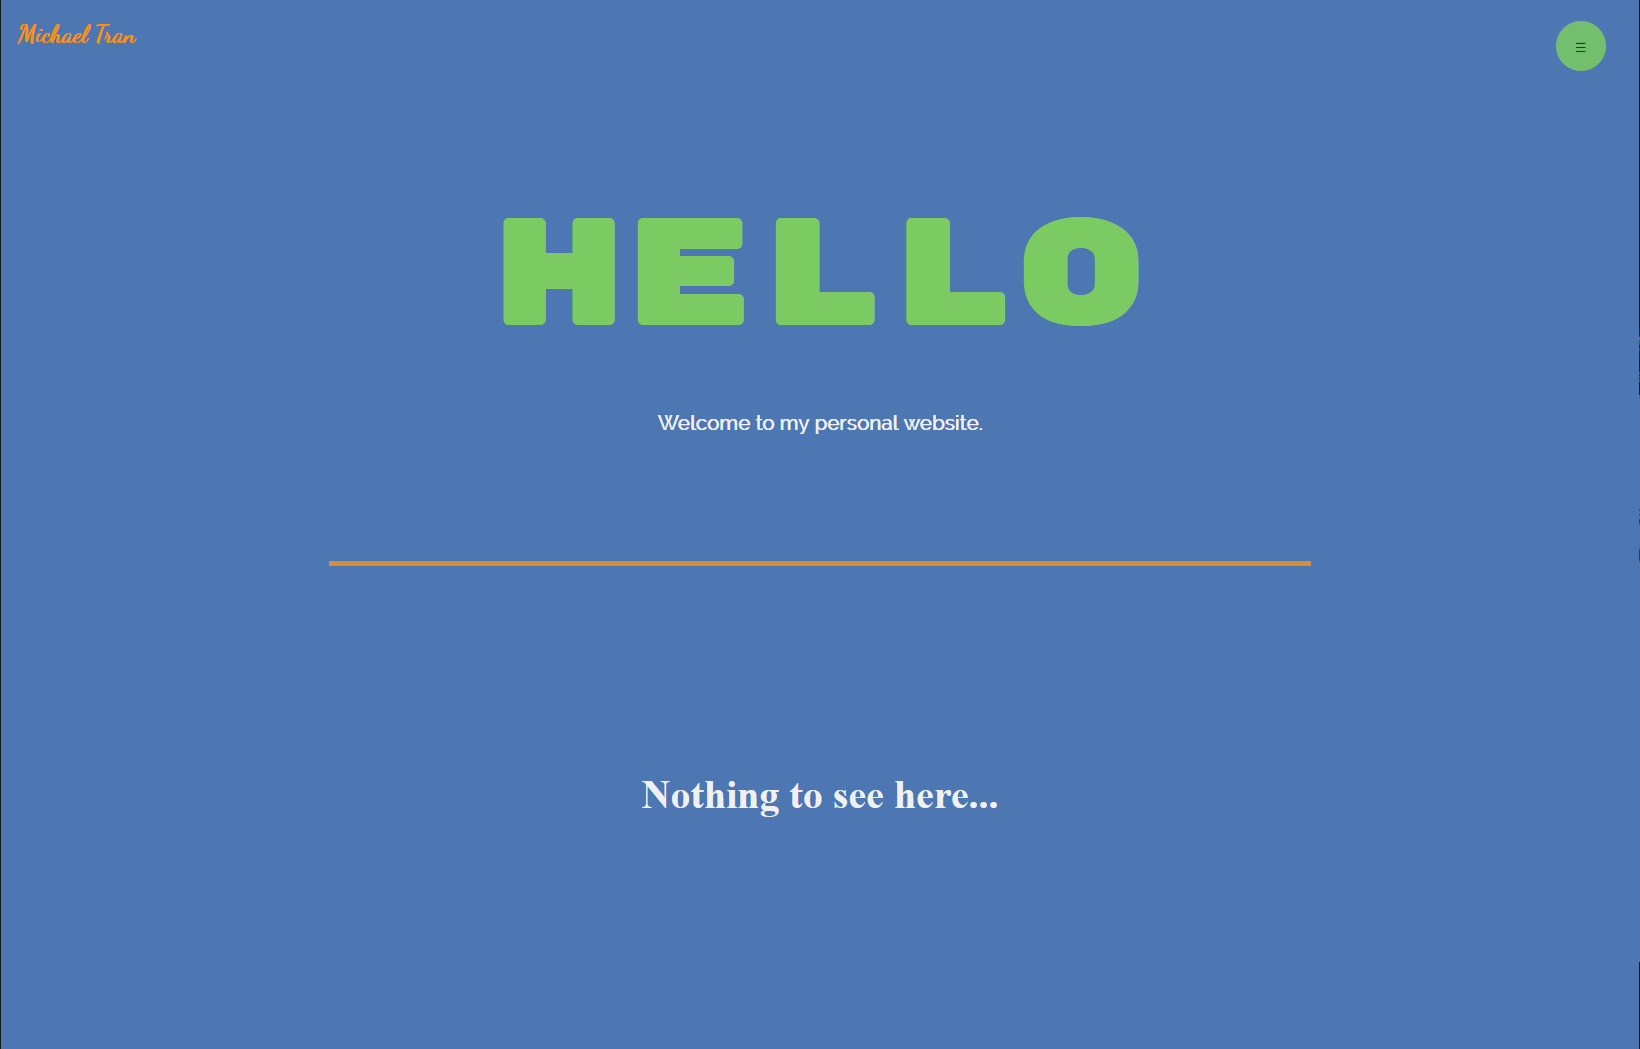 Michael Tran
HELLO
Welcome to my personal website.
Nothing to see here...